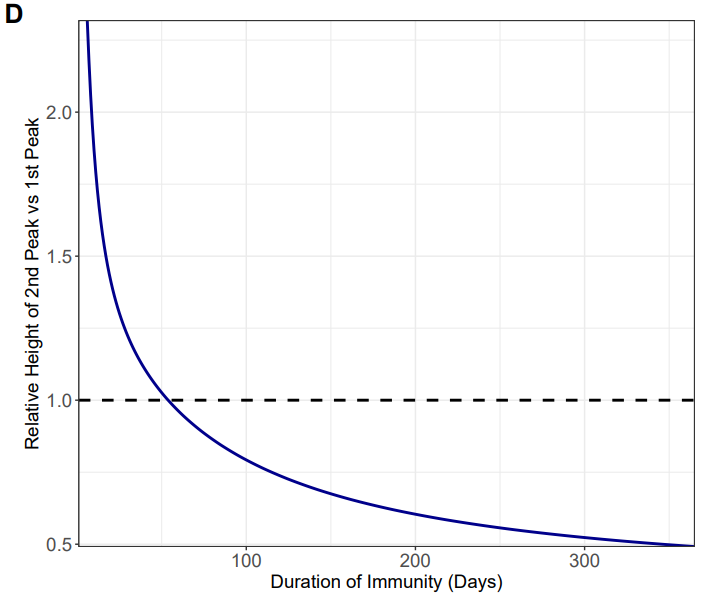 D
Relative Height of 2nd Peak vs 1st Peak
2.0
1.5
1.0
0.5
100
200
300
Duration of Immunity (Days)